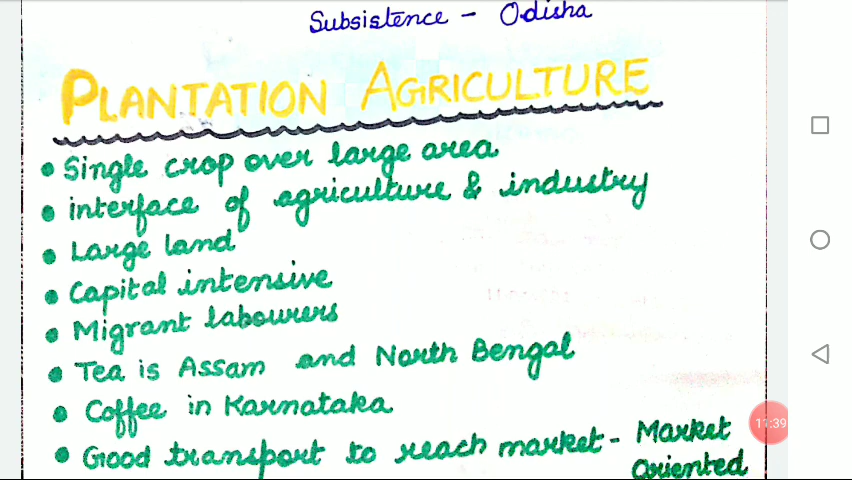 Subsistence - Odisha
PLANTATION AGRICULTURE
• Single crop over large area
• interface of agriculture & industry
• Large land
• Capital intensive
• Migrant labourers
• Tea is Assam and North Bengal
• Coffee in Karnataka
• Good transport to reach market - Market
Oriented